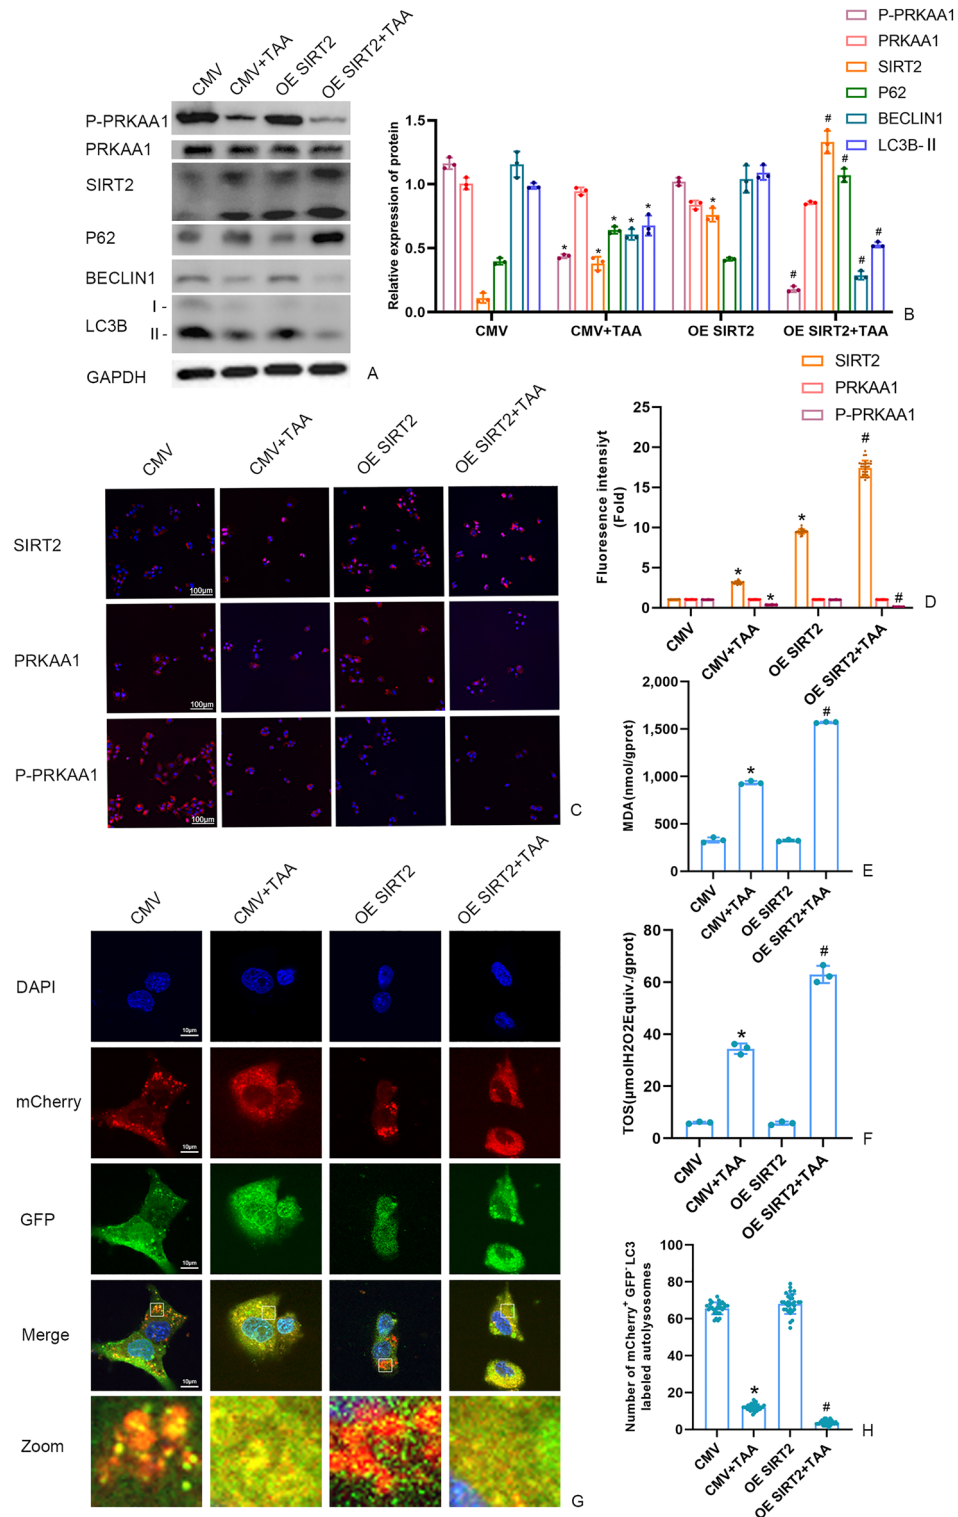 CMV
CMV+TAA
OE SIRT2
OE SIRT2+TAA
P-PRKAA1
PRKAA1
SIRT2
P62
BECLIN1
I -
LC3B
II -
GAPDH
A
P-PRKAA1
PRKAA1
SIRT2
P62
BECLIN1
LC3B-II
Relative expression of protein
1.5
1.0
0.5
0.0
* * * * *
*
# # # # #
CMV
CMV+TAA
OE SIRT2
OE SIRT2+TAA
B
CMV
CMV+TAA
OE SIRT2
OE SIRT2+TAA
SIRT2
100μm
PRKAA1
100μm
P-PRKAA1
100μm
C
SIRT2
PRKAA1
P-PRKAA1
Fluoresence intensiyt
(Fold)
25
20
15
10
5
0
* * * # #
CMV
CMV+TAA
OE SIRT2
OE SIRT2+TAA
D
MDA(nmol/gprot)
2,000
1,500
1,000
500
0
* #
CMV
CMV+TAA
OE SIRT2
OE SIRT2+TAA
E
TOS(μmolH2O2Equiv./gprot)
80
60
40
20
0
* #
CMV
CMV+TAA
OE SIRT2
OE SIRT2+TAA
F
CMV
CMV+TAA
OE SIRT2
OE SIRT2+TAA
DAPI
10μm
mCherry
10μm
GFP
10μm
Merge
10μm
Zoom
G
Number of mCherry+ GFP- LC3
labeled autolysosomes
100
80
60
40
20
0
* #
CMV
CMV+TAA
OE SIRT2
OE SIRT2+TAA
H